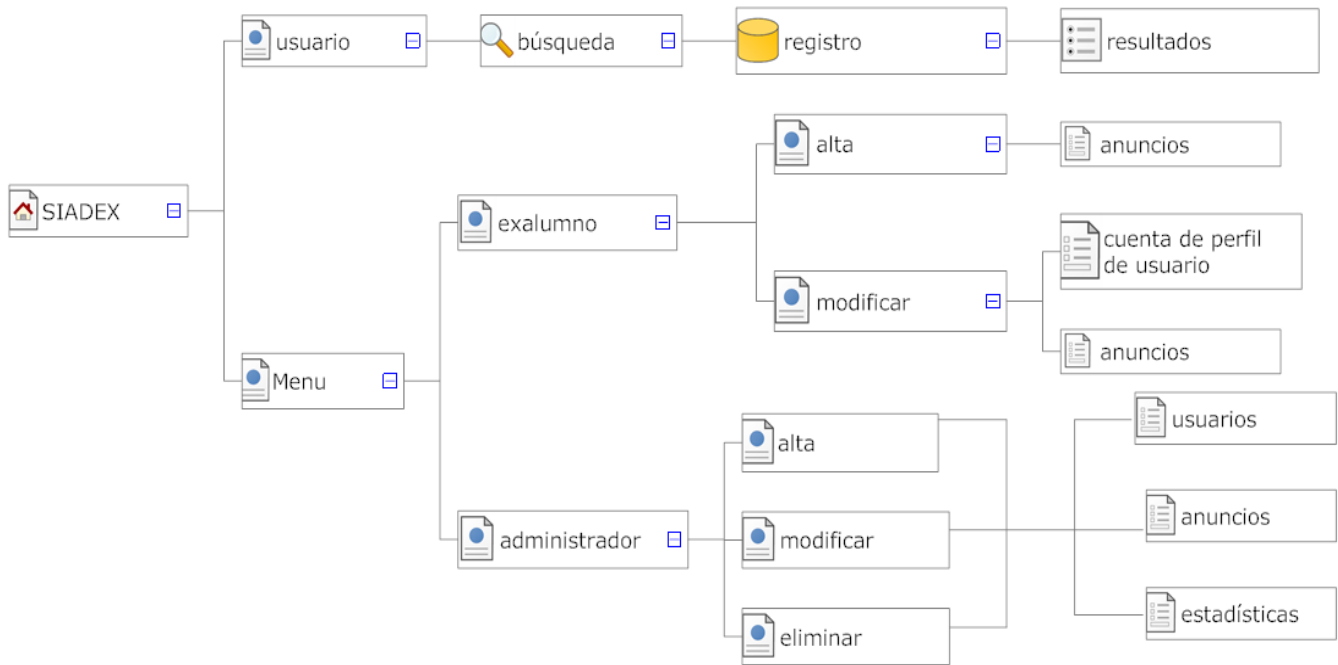 usuario
búsqueda
registro
resultados
alta
anuncios
SIADEX
exalumno
cuenta de perfil
de usuario
modificar
anuncios
Menu
usuarios
alta
anuncios
administrador
modificar
estadísticas
eliminar